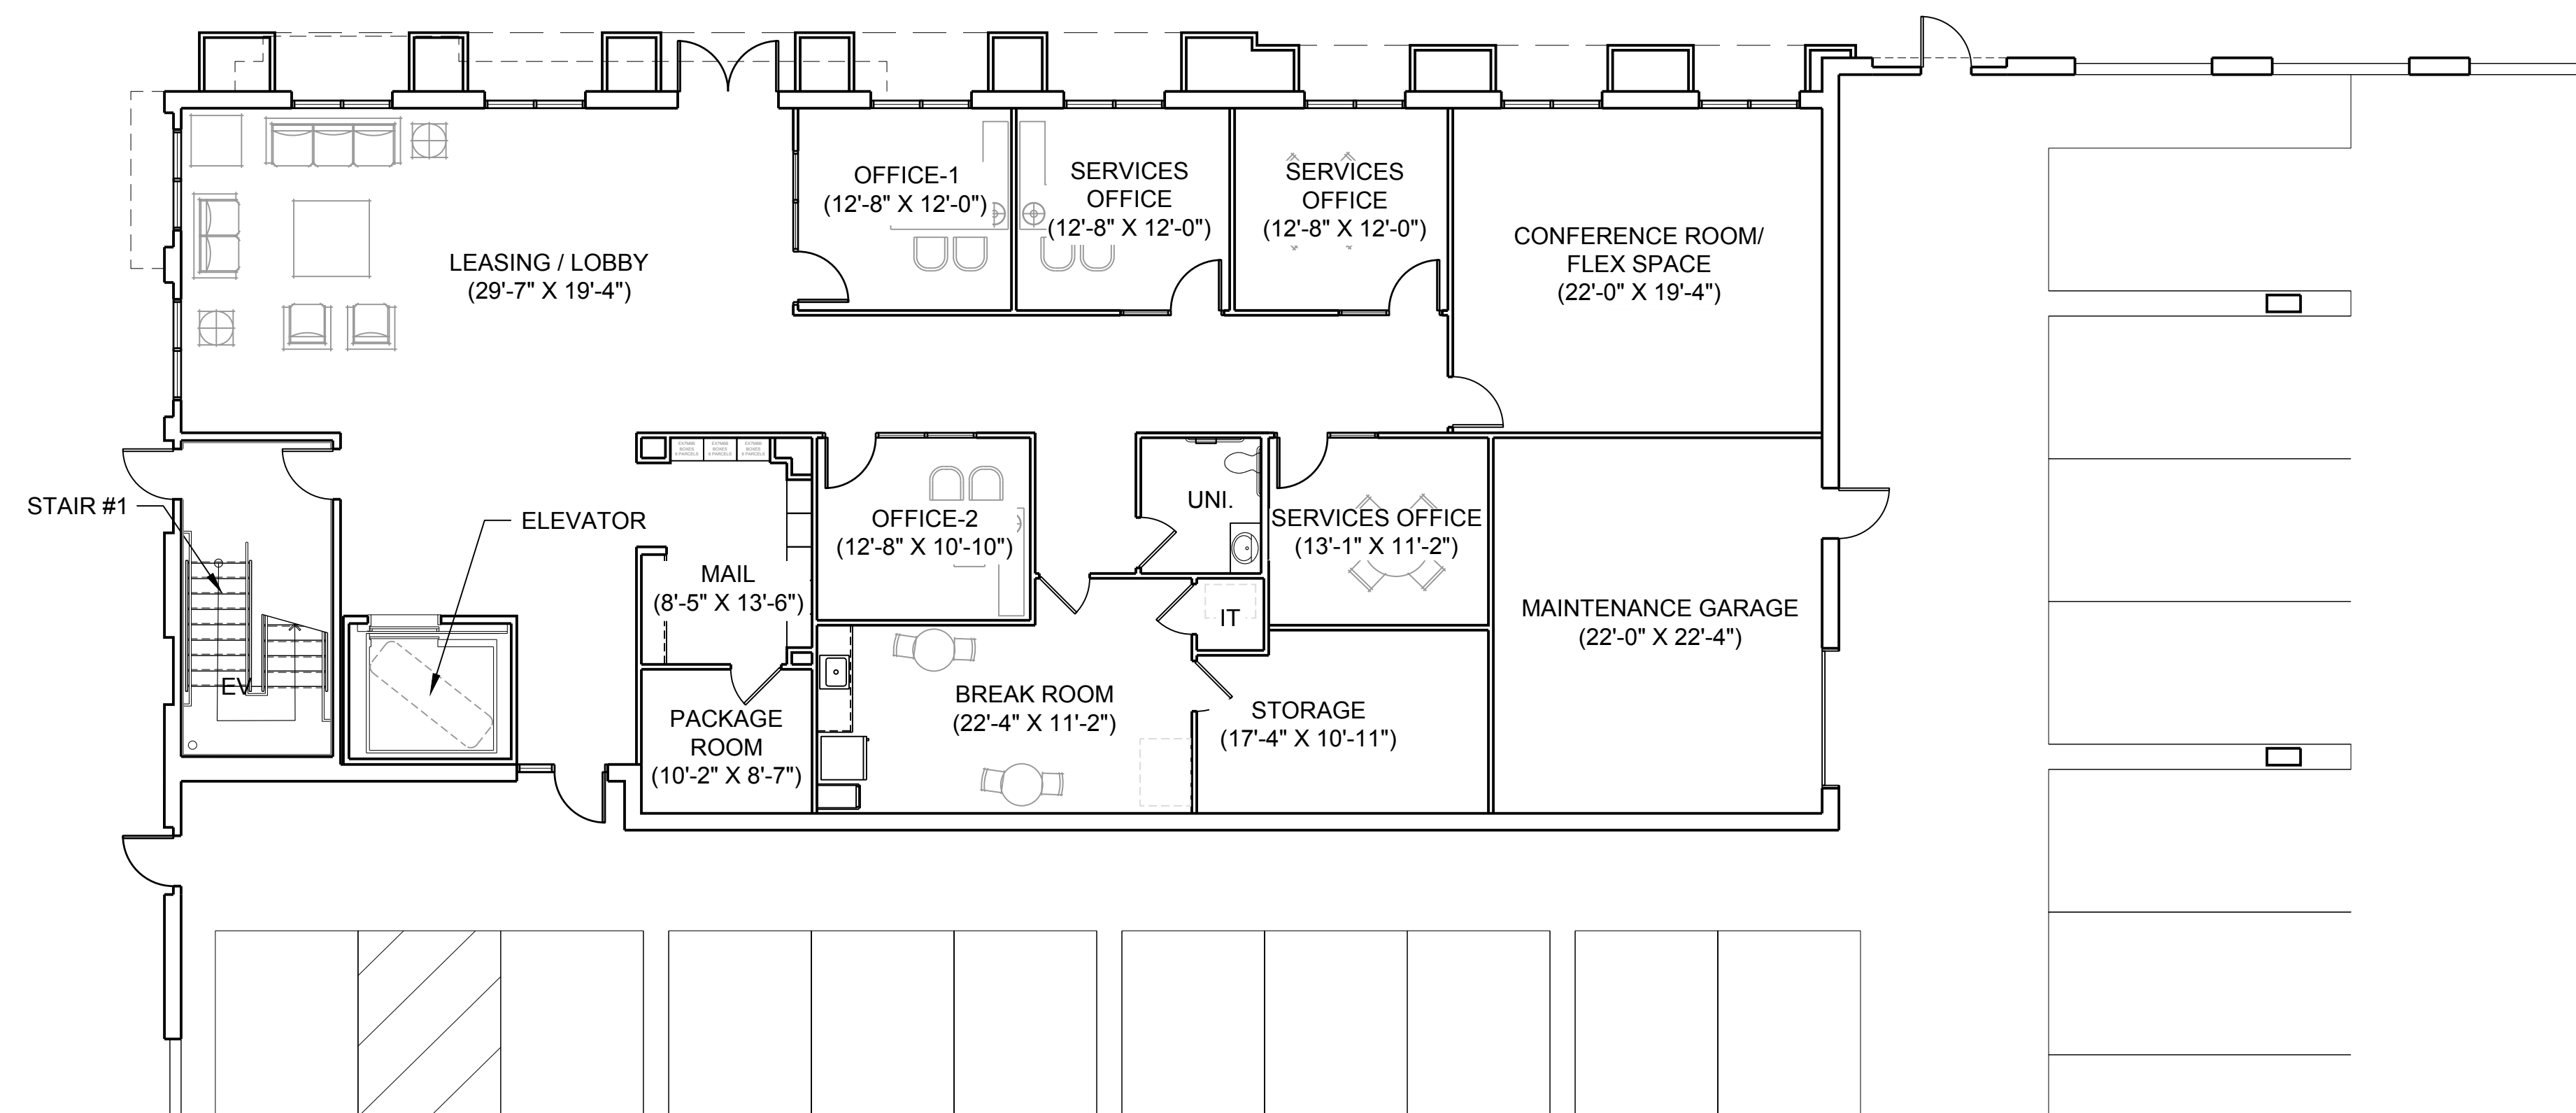 OFFICE-1
(12'-8" X 12'-0")
SERVICES
OFFICE
(12'-8" X 12'-0")
SERVICES
OFFICE
(12'-8" X 12'-0")
CONFERENCE ROOM/
FLEX SPACE
(22'-0" X 19'-4")
LEASING / LOBBY
(29'-7" X 19'-4")
STAIR #1
ELEVATOR
EV
MAIL
(8'-5" X 13'-6")
OFFICE-2
(12'-8" X 10'-10")
UNI.
SERVICES OFFICE
(13'-1" X 11'-2")
IT
MAINTENANCE GARAGE
(22'-0" X 22'-4")
PACKAGE
ROOM
(10'-2" X 8'-7")
BREAK ROOM
(22'-4" X 11'-2")
STORAGE
(17'-4" X 10'-11")